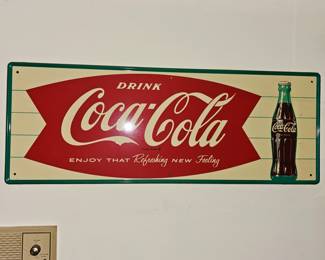 DRINK
Coca-Cola
ENJOY THAT Refreshing NEW Feeling
Coca-Cola